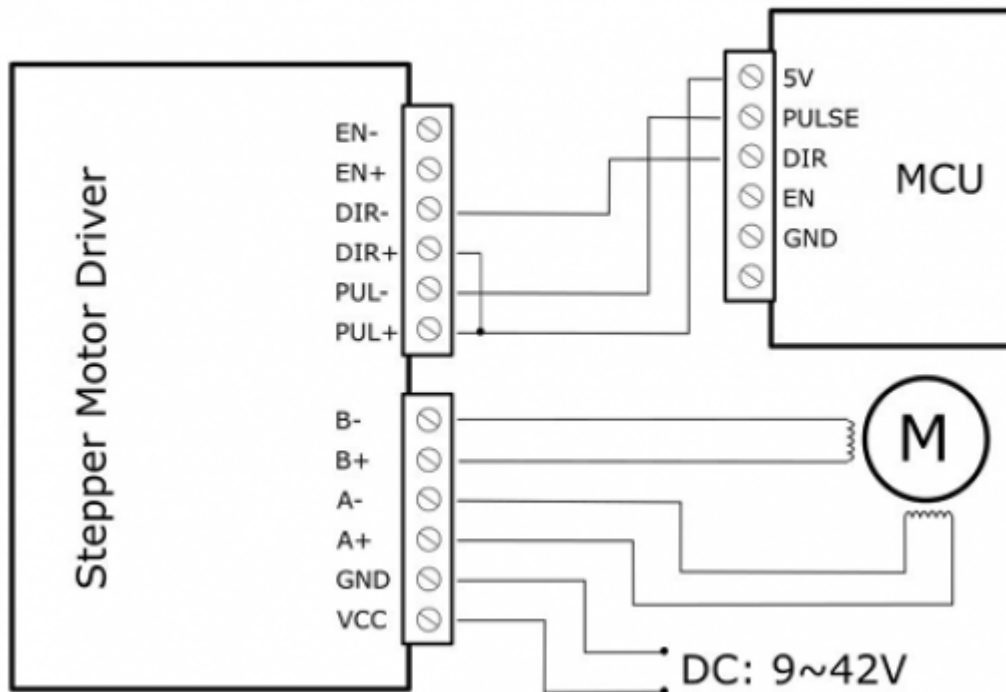 Stepper Motor Driver
EN-
EN+
DIR-
DIR+
PUL-
PUL+
B-
B+
A-
A+
GND
VCC
5V
PULSE
DIR
EN
GND
MCU
M
DC: 9~42V